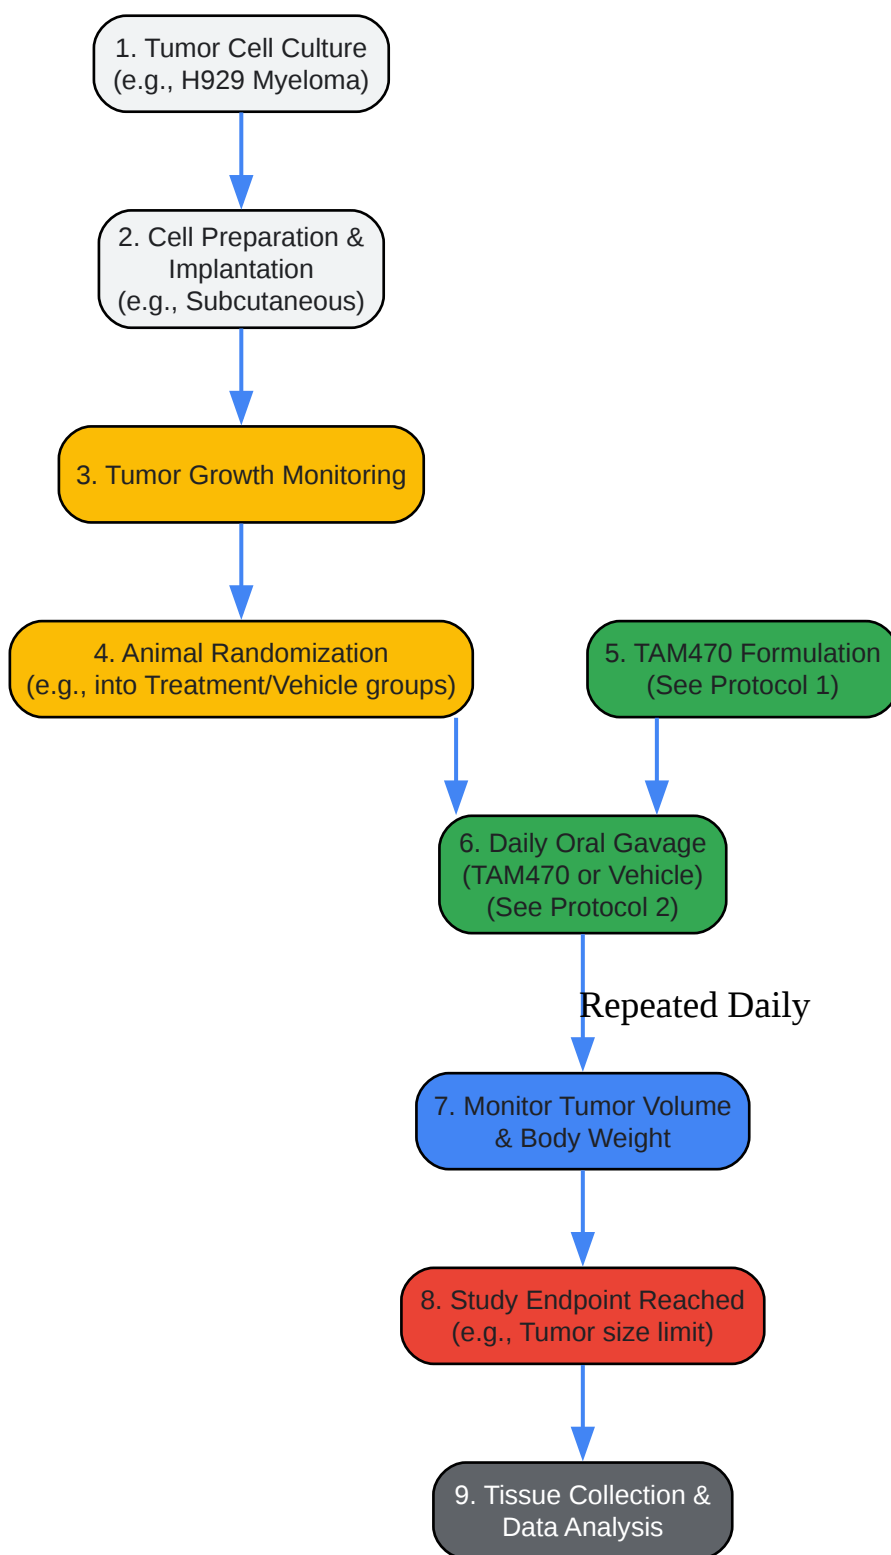 1. Tumor Cell Culture
(e.g., H929 Myeloma)
2. Cell Preparation &
Implantation
(e.g., Subcutaneous)
3. Tumor Growth Monitoring
4. Animal Randomization
(e.g., into Treatment/Vehicle groups)
5. TAM470 Formulation
(See Protocol 1)
6. Daily Oral Gavage
(TAM470 or Vehicle)
(See Protocol 2)
Repeated Daily
7. Monitor Tumor Volume
& Body Weight
8. Study Endpoint Reached
(e.g., Tumor size limit)
9. Tissue Collection &
Data Analysis